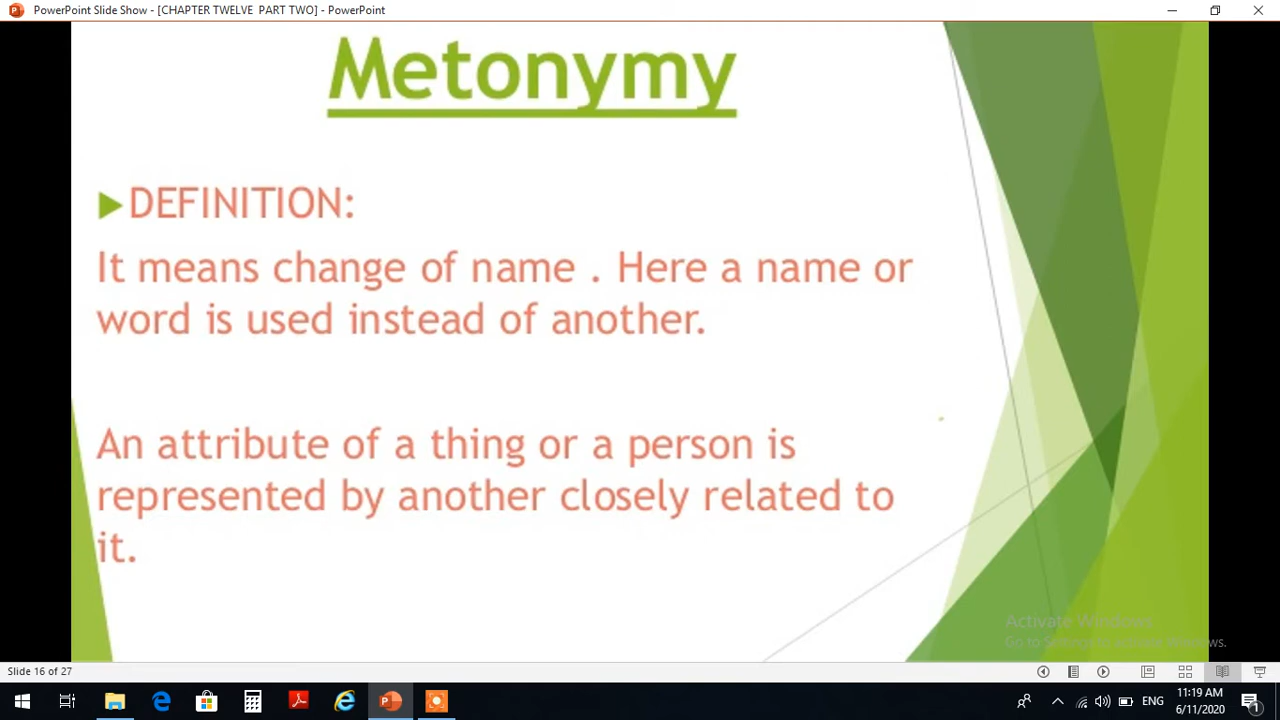 PowerPoint Slide Show - [CHAPTER TWELVE  PART TWO] - PowerPoint
Metonymy
DEFINITION:
It means change of name . Here a name or
word is used instead of another.
An attribute of a thing or a person is
represented by another closely related to
it.
Activate Windows
Go to Settings to activate Windows.
Slide 16 of 27
ENG
11:19 AM
6/11/2020
1